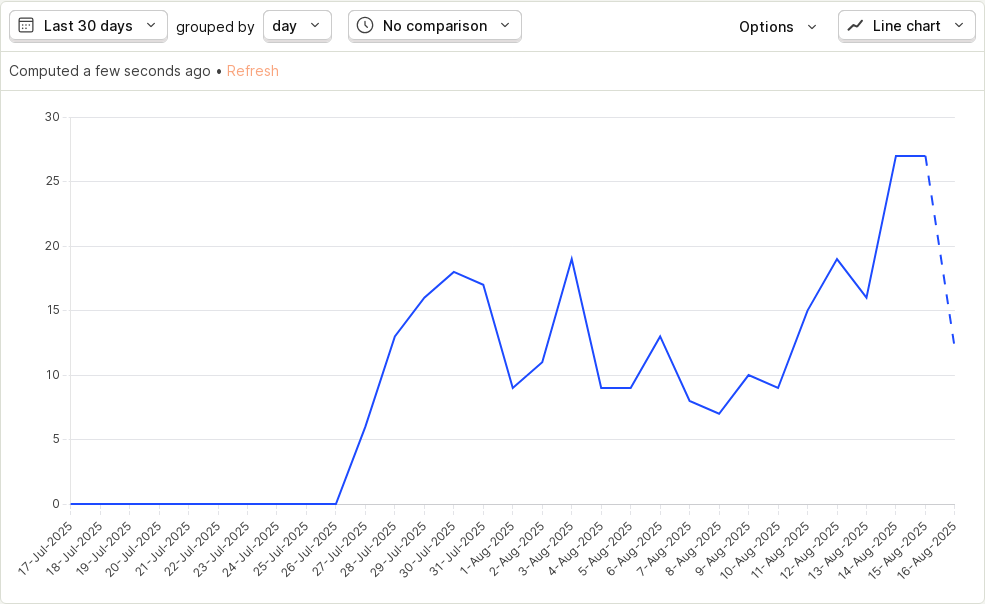 Last 30 days grouped by day No comparison Options Line chart
Computed a few seconds ago • Refresh
30
25
20
15
10
5
0
17-Jul-2025
18-Jul-2025
19-Jul-2025
20-Jul-2025
21-Jul-2025
22-Jul-2025
23-Jul-2025
24-Jul-2025
25-Jul-2025
26-Jul-2025
27-Jul-2025
28-Jul-2025
29-Jul-2025
30-Jul-2025
31-Jul-2025
1-Aug-2025
2-Aug-2025
3-Aug-2025
4-Aug-2025
5-Aug-2025
6-Aug-2025
7-Aug-2025
8-Aug-2025
9-Aug-2025
10-Aug-2025
11-Aug-2025
12-Aug-2025
13-Aug-2025
14-Aug-2025
15-Aug-2025
16-Aug-2025